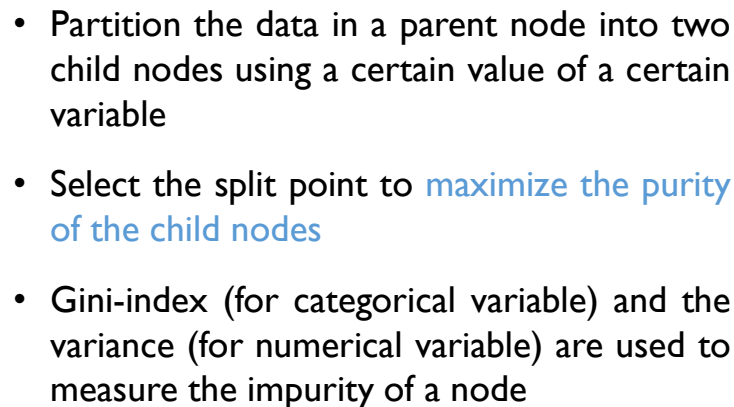 • Partition the data in a parent node into two
child nodes using a certain value of a certain
variable
• Select the split point to maximize the purity
of the child nodes
• Gini-index (for categorical variable) and the
variance (for numerical variable) are used to
measure the impurity of a node